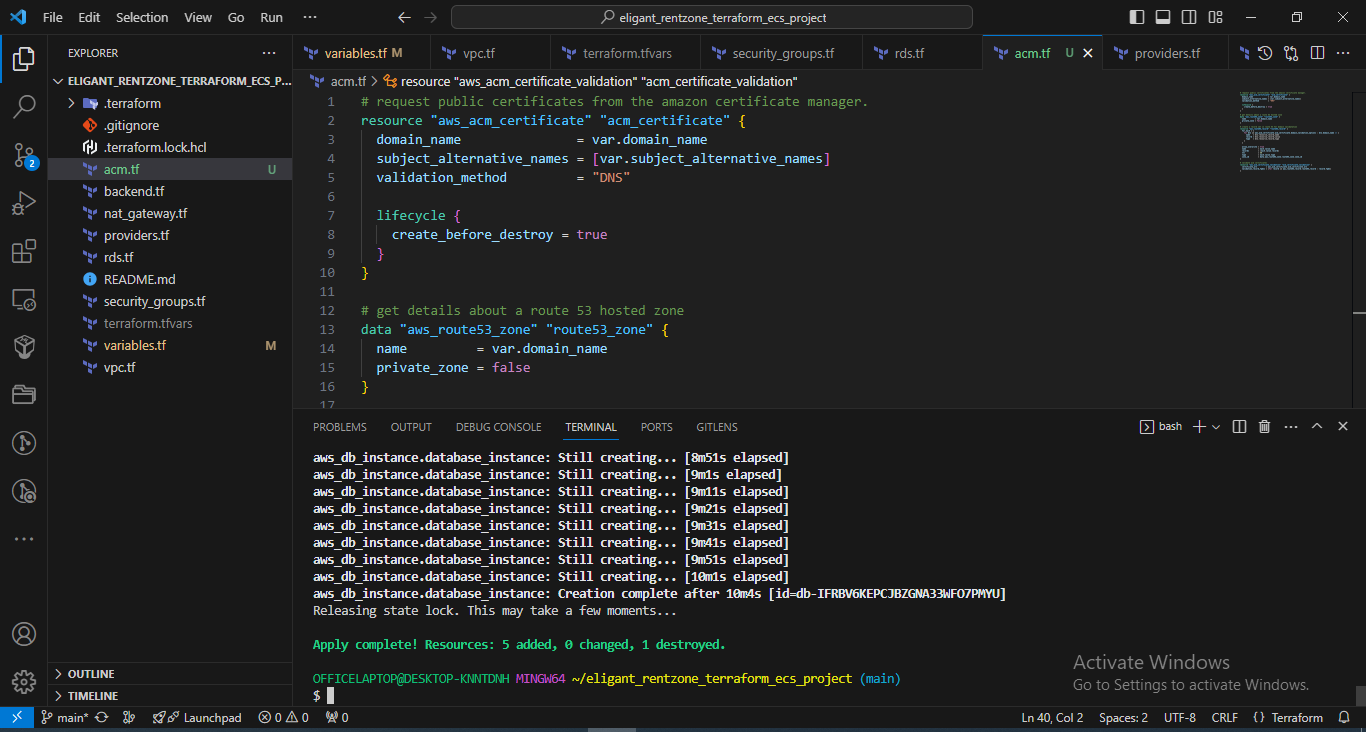 File Edit Selection View Go Run ··· eligant_rentzone_terraform_ecs_project
EXPLORER ···
ELIGANT_RENTZONE_TERRAFORM_ECS_P...
.terraform
.gitignore
.terraform.lock.hcl
acm.tf U
backend.tf
nat_gateway.tf
providers.tf
rds.tf
README.md
security_groups.tf
terraform.tfvars
variables.tf M
vpc.tf
OUTLINE
TIMELINE
2
variables.tf M vpc.tf terraform.tfvars security_groups.tf rds.tf acm.tf U providers.tf
acm.tf > resource "aws_acm_certificate_validation" "acm_certificate_validation"
1 # request public certificates from the amazon certificate manager.
2 resource "aws_acm_certificate" "acm_certificate" {
3 domain_name = var.domain_name
4 subject_alternative_names = [var.subject_alternative_names]
5 validation_method = "DNS"
6
7 lifecycle {
8 create_before_destroy = true
9 }
10 }
11
12 # get details about a route 53 hosted zone
13 data "aws_route53_zone" "route53_zone" {
14 name = var.domain_name
15 private_zone = false
16 }
17
PROBLEMS OUTPUT DEBUG CONSOLE TERMINAL PORTS GITLENS bash
aws_db_instance.database_instance: Still creating... [8m51s elapsed]
aws_db_instance.database_instance: Still creating... [9m1s elapsed]
aws_db_instance.database_instance: Still creating... [9m11s elapsed]
aws_db_instance.database_instance: Still creating... [9m21s elapsed]
aws_db_instance.database_instance: Still creating... [9m31s elapsed]
aws_db_instance.database_instance: Still creating... [9m41s elapsed]
aws_db_instance.database_instance: Still creating... [9m51s elapsed]
aws_db_instance.database_instance: Still creating... [10m1s elapsed]
aws_db_instance.database_instance: Creation complete after 10m4s [id=db-IFRBV6KEPCJBZGNA33WFO7PMYU]
Releasing state lock. This may take a few moments...
Apply complete! Resources: 5 added, 0 changed, 1 destroyed.
OFFICELAPTOP@DESKTOP-KNNTDNH MINGW64 ~/eligant_rentzone_terraform_ecs_project (main)
$
Activate Windows
Go to Settings to activate Windows.
main* Launchpad 0 0 0 Ln 40, Col 2 Spaces: 2 UTF-8 CRLF {} Terraform